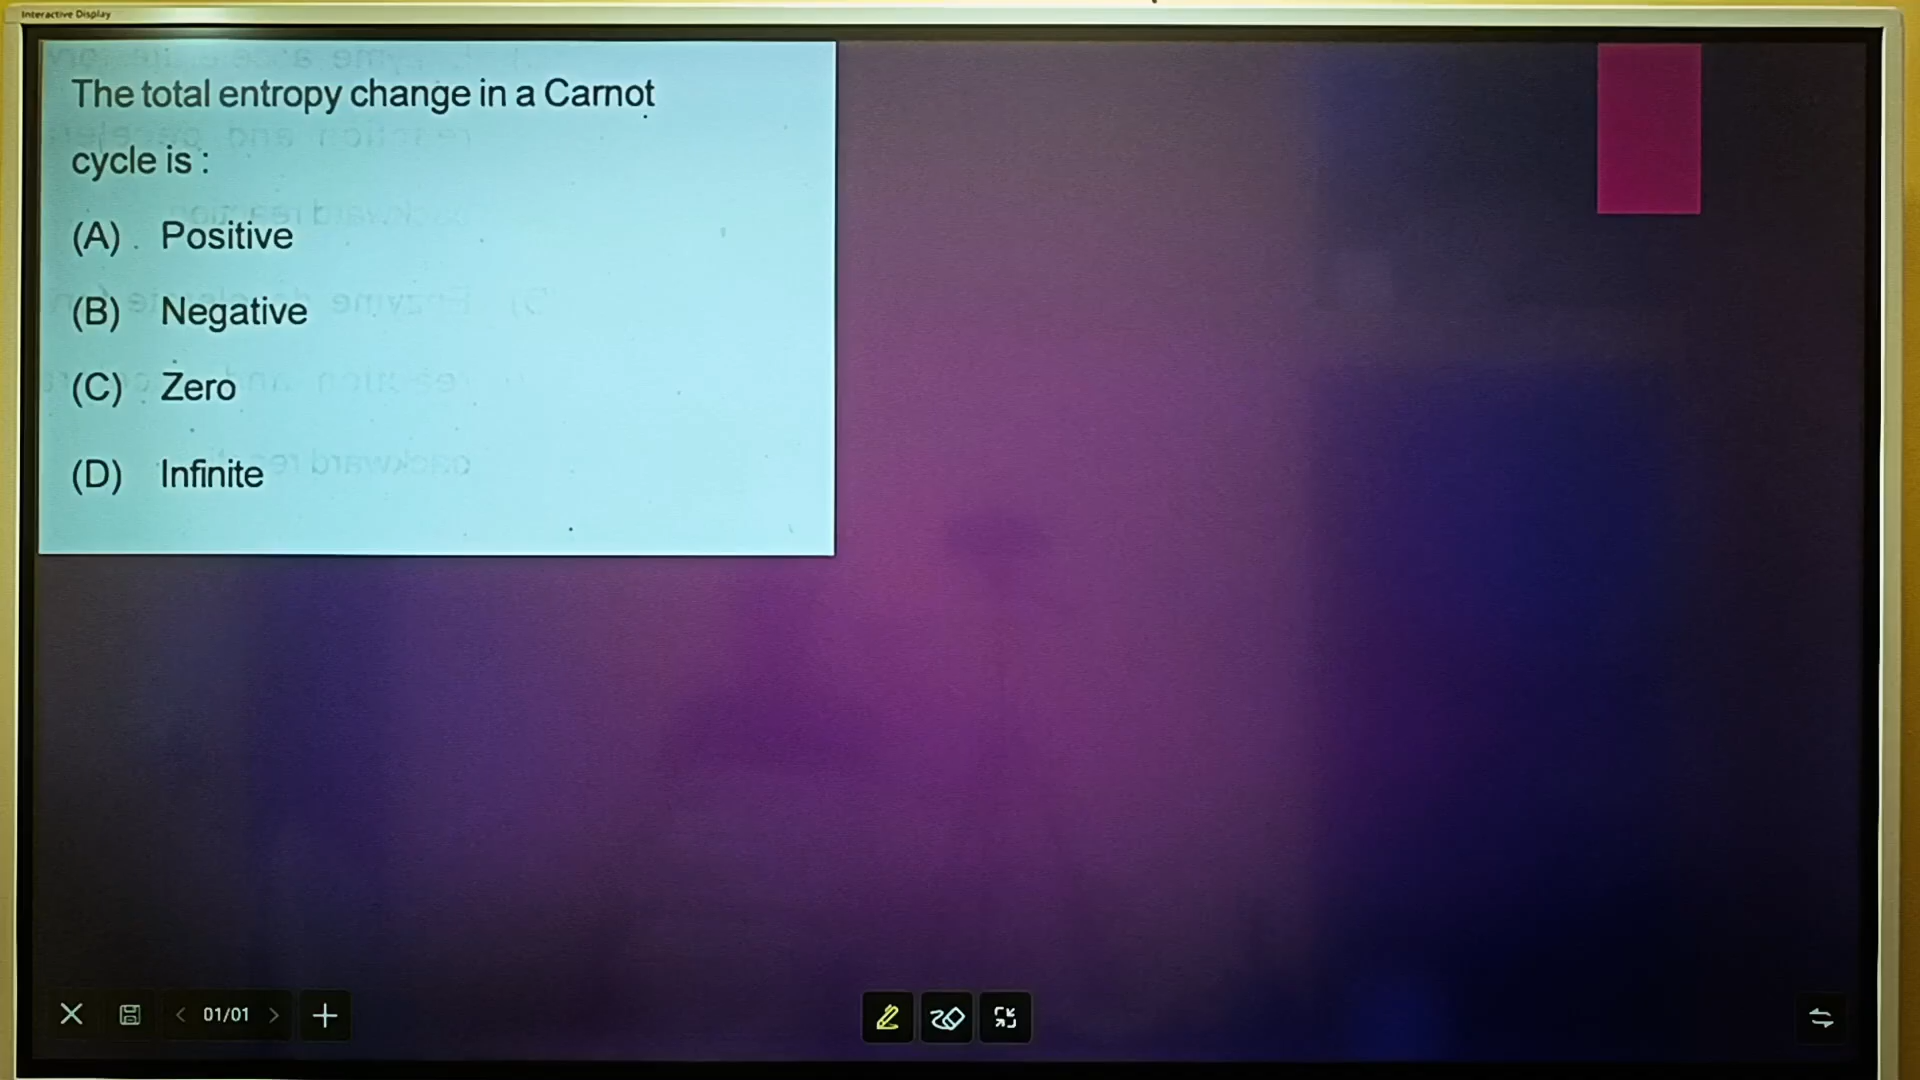 Interactive Display
The total entropy change in a Carnot
cycle is :
(A) Positive
(B) Negative
(C) Zero
(D) Infinite
01/01